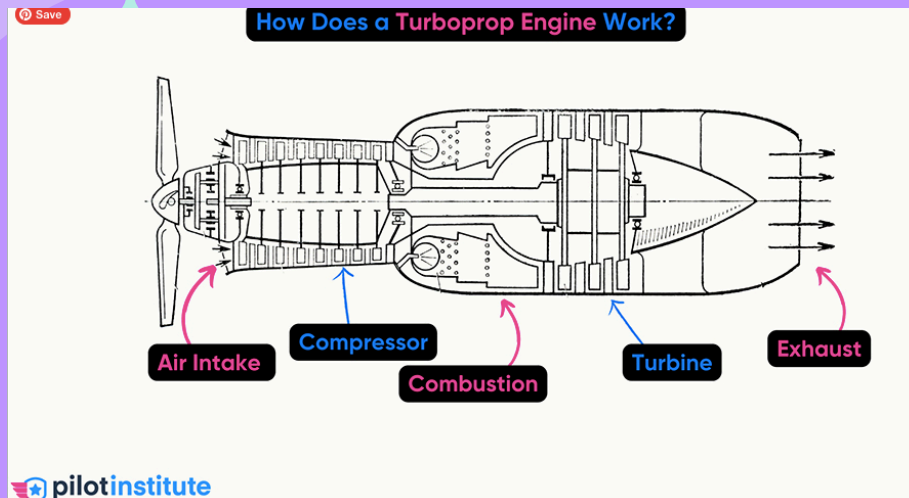 Save
How Does a Turboprop Engine Work?
Air Intake
Compressor
Combustion
Turbine
Exhaust
pilotinstitute